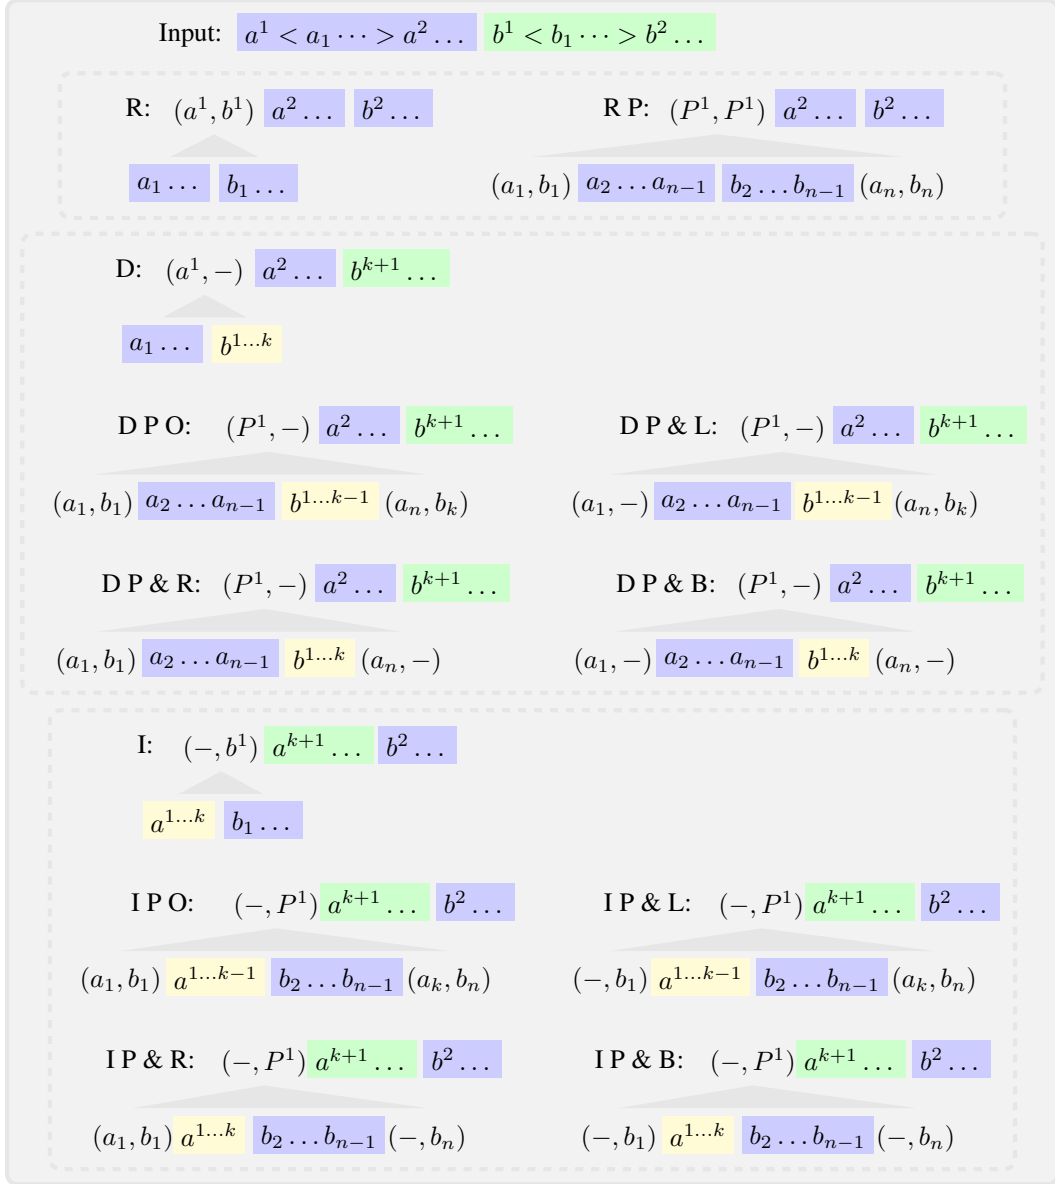 Input: a^1 < a_1 ⋯ > a^2 … b^1 < b_1 ⋯ > b^2 …
R: (a^1, b^1) a^2 … b^2 … R P: (P^1, P^1) a^2 … b^2 …
a_1 … b_1 … (a_1, b_1) a_2 … a_{n−1} b_2 … b_{n−1} (a_n, b_n)
D: (a^1, −) a^2 … b^{k+1} …
a_1 … b^{1…k}
D P O: (P^1, −) a^2 … b^{k+1} … D P & L: (P^1, −) a^2 … b^{k+1} …
(a_1, b_1) a_2 … a_{n−1} b^{1…k−1} (a_n, b_k) (a_1, −) a_2 … a_{n−1} b^{1…k−1} (a_n, b_k)
D P & R: (P^1, −) a^2 … b^{k+1} … D P & B: (P^1, −) a^2 … b^{k+1} …
(a_1, b_1) a_2 … a_{n−1} b^{1…k} (a_n, −) (a_1, −) a_2 … a_{n−1} b^{1…k} (a_n, −)
I: (−, b^1) a^{k+1} … b^2 …
a^{1…k} b_1 …
I P O: (−, P^1) a^{k+1} … b^2 … I P & L: (−, P^1) a^{k+1} … b^2 …
(a_1, b_1) a^{1…k−1} b_2 … b_{n−1} (a_k, b_n) (−, b_1) a^{1…k−1} b_2 … b_{n−1} (a_k, b_n)
I P & R: (−, P^1) a^{k+1} … b^2 … I P & B: (−, P^1) a^{k+1} … b^2 …
(a_1, b_1) a^{1…k} b_2 … b_{n−1} (−, b_n) (−, b_1) a^{1…k} b_2 … b_{n−1} (−, b_n)